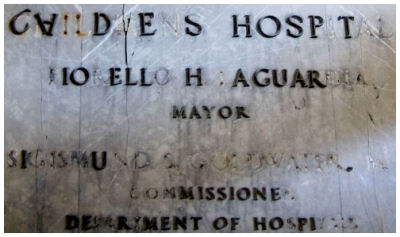 CHILDRENS HOSPITAL
FIORELLO H LAGUARDIA
MAYOR
SIGISMUND S. GOLDWATER, M.
COMMISSIONER
DEPARTMENT OF HOSPITALS